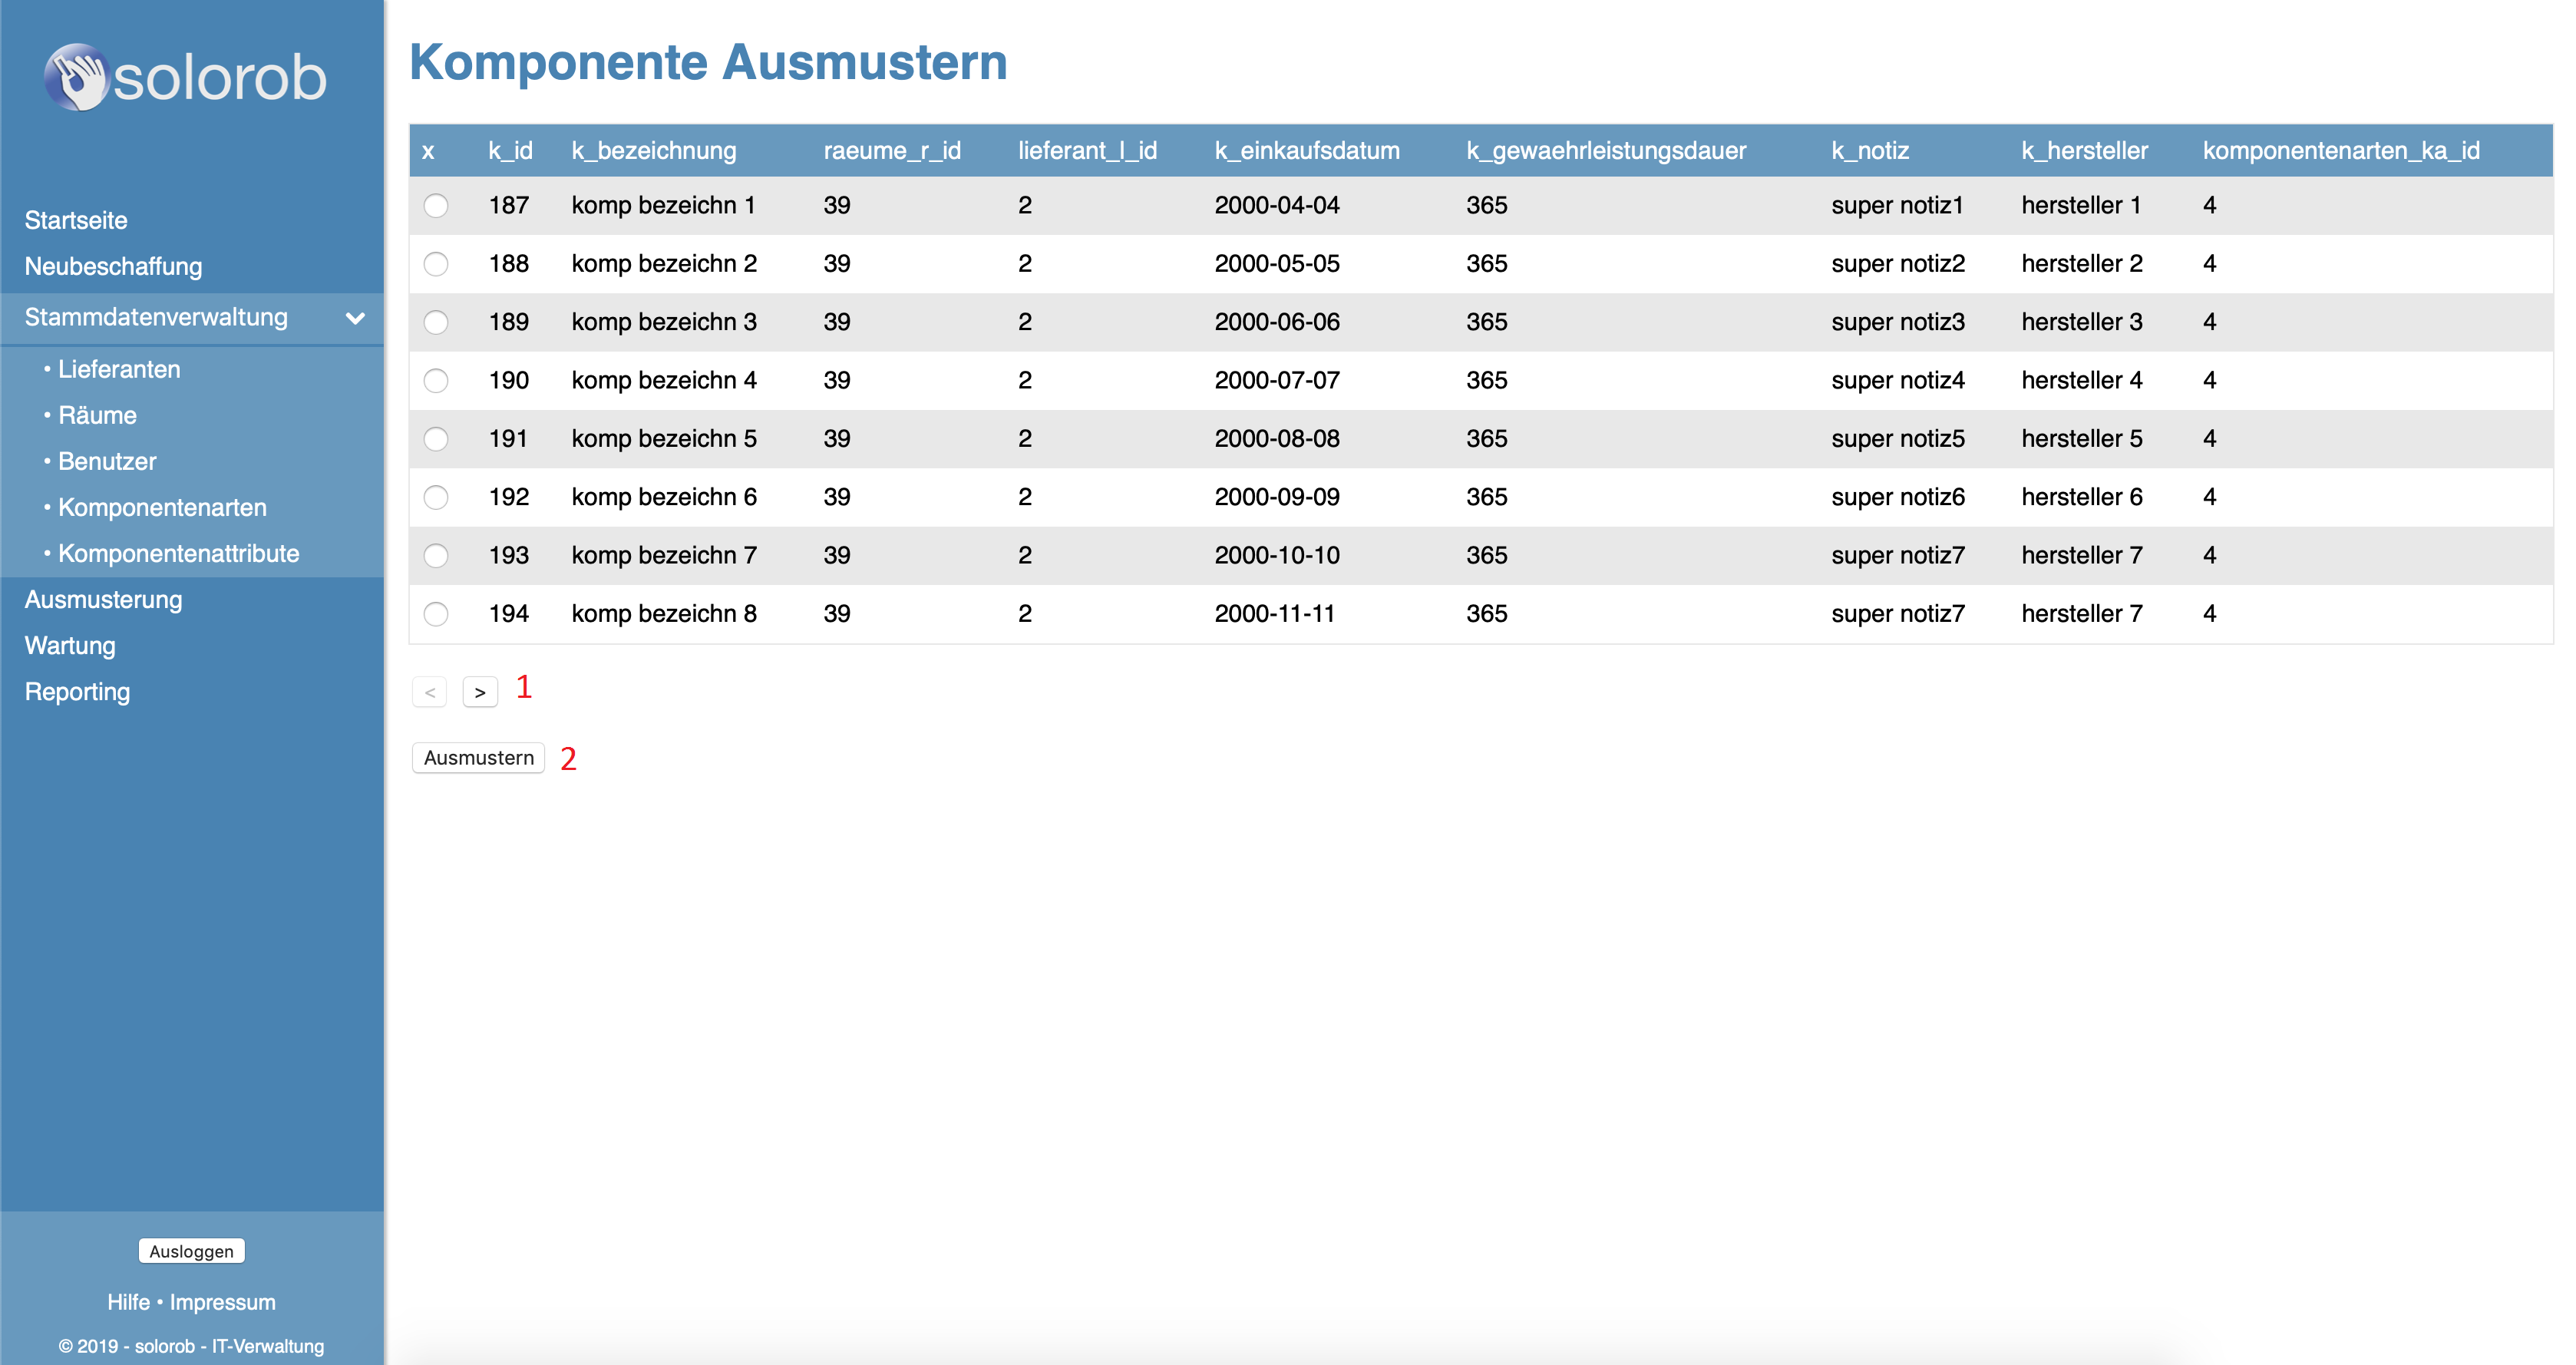 solorob
Startseite
Neubeschaffung
Stammdatenverwaltung
• Lieferanten
• Räume
• Benutzer
• Komponentenarten
• Komponentenattribute
Ausmusterung
Wartung
Reporting
Ausloggen
Hilfe • Impressum
© 2019 - solorob - IT-Verwaltung
Komponente Ausmustern
x k_id k_bezeichnung raeume_r_id lieferant_l_id k_einkaufsdatum k_gewaehrleistungsdauer k_notiz k_hersteller komponentenarten_ka_id
187 komp bezeichn 1 39 2 2000-04-04 365 super notiz1 hersteller 1 4
188 komp bezeichn 2 39 2 2000-05-05 365 super notiz2 hersteller 2 4
189 komp bezeichn 3 39 2 2000-06-06 365 super notiz3 hersteller 3 4
190 komp bezeichn 4 39 2 2000-07-07 365 super notiz4 hersteller 4 4
191 komp bezeichn 5 39 2 2000-08-08 365 super notiz5 hersteller 5 4
192 komp bezeichn 6 39 2 2000-09-09 365 super notiz6 hersteller 6 4
193 komp bezeichn 7 39 2 2000-10-10 365 super notiz7 hersteller 7 4
194 komp bezeichn 8 39 2 2000-11-11 365 super notiz7 hersteller 7 4
< > 1
Ausmustern 2